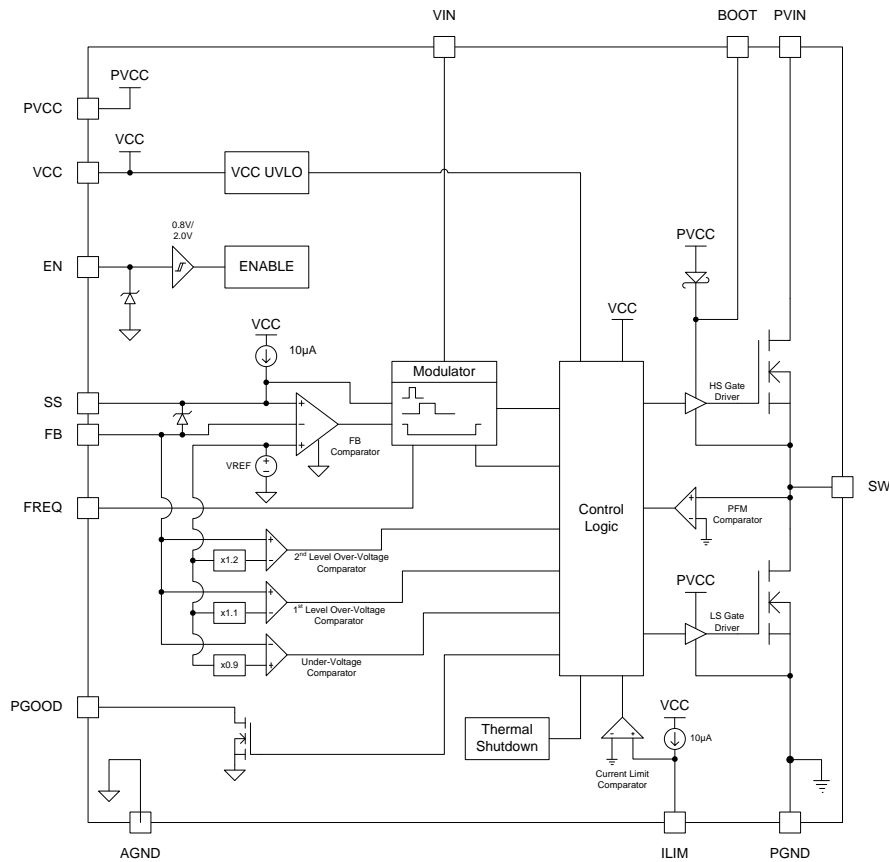 VIN
BOOT
PVIN
PVCC
PVCC
VCC
VCC
VCC UVLO
0.8V/
2.0V
EN
ENABLE
PVCC
VCC
VCC
10µA
Modulator
SS
FB
HS Gate
Driver
FB
Comparator
VREF
FREQ
Control
Logic
SW
PFM
Comparator
x1.2
2nd Level Over-Voltage
Comparator
PVCC
x1.1
1st Level Over-Voltage
Comparator
LS Gate
Driver
x0.9
Under-Voltage
Comparator
PGOOD
VCC
10µA
Thermal
Shutdown
Current Limit
Comparator
AGND
ILIM
PGND